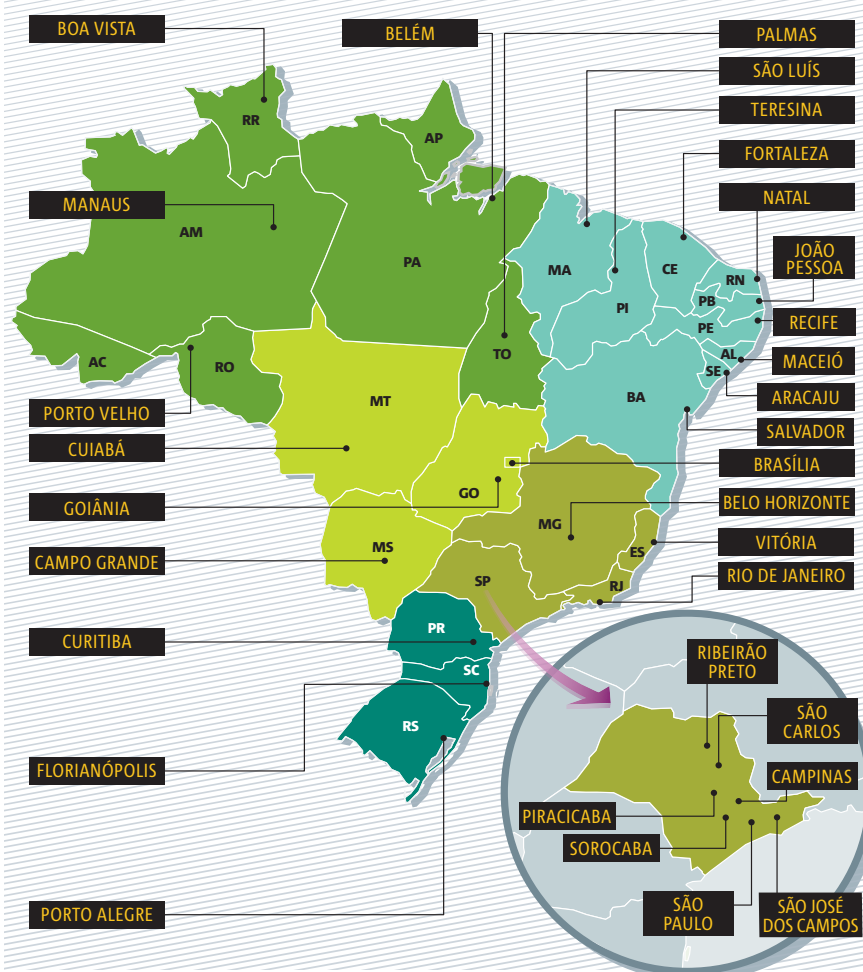 BOA VISTA
BELÉM
PALMAS
SÃO LUÍS
TERESINA
FORTALEZA
NATAL
JOÃO
PESSOA
RECIFE
MACEIÓ
ARACAJU
SALVADOR
BRASÍLIA
BELO HORIZONTE
VITÓRIA
RIO DE JANEIRO
MANAUS
PORTO VELHO
CUIABÁ
GOIÂNIA
CAMPO GRANDE
CURITIBA
FLORIANÓPOLIS
PORTO ALEGRE
RR
AP
AM
PA
MA
CE
RN
PB
PI
PE
AL
SE
AC
RO
TO
MT
BA
GO
MG
MS
ES
SP
RJ
PR
SC
RS
RIBEIRÃO
PRETO
SÃO
CARLOS
CAMPINAS
PIRACICABA
SOROCABA
SÃO
PAULO
SÃO JOSÉ
DOS CAMPOS